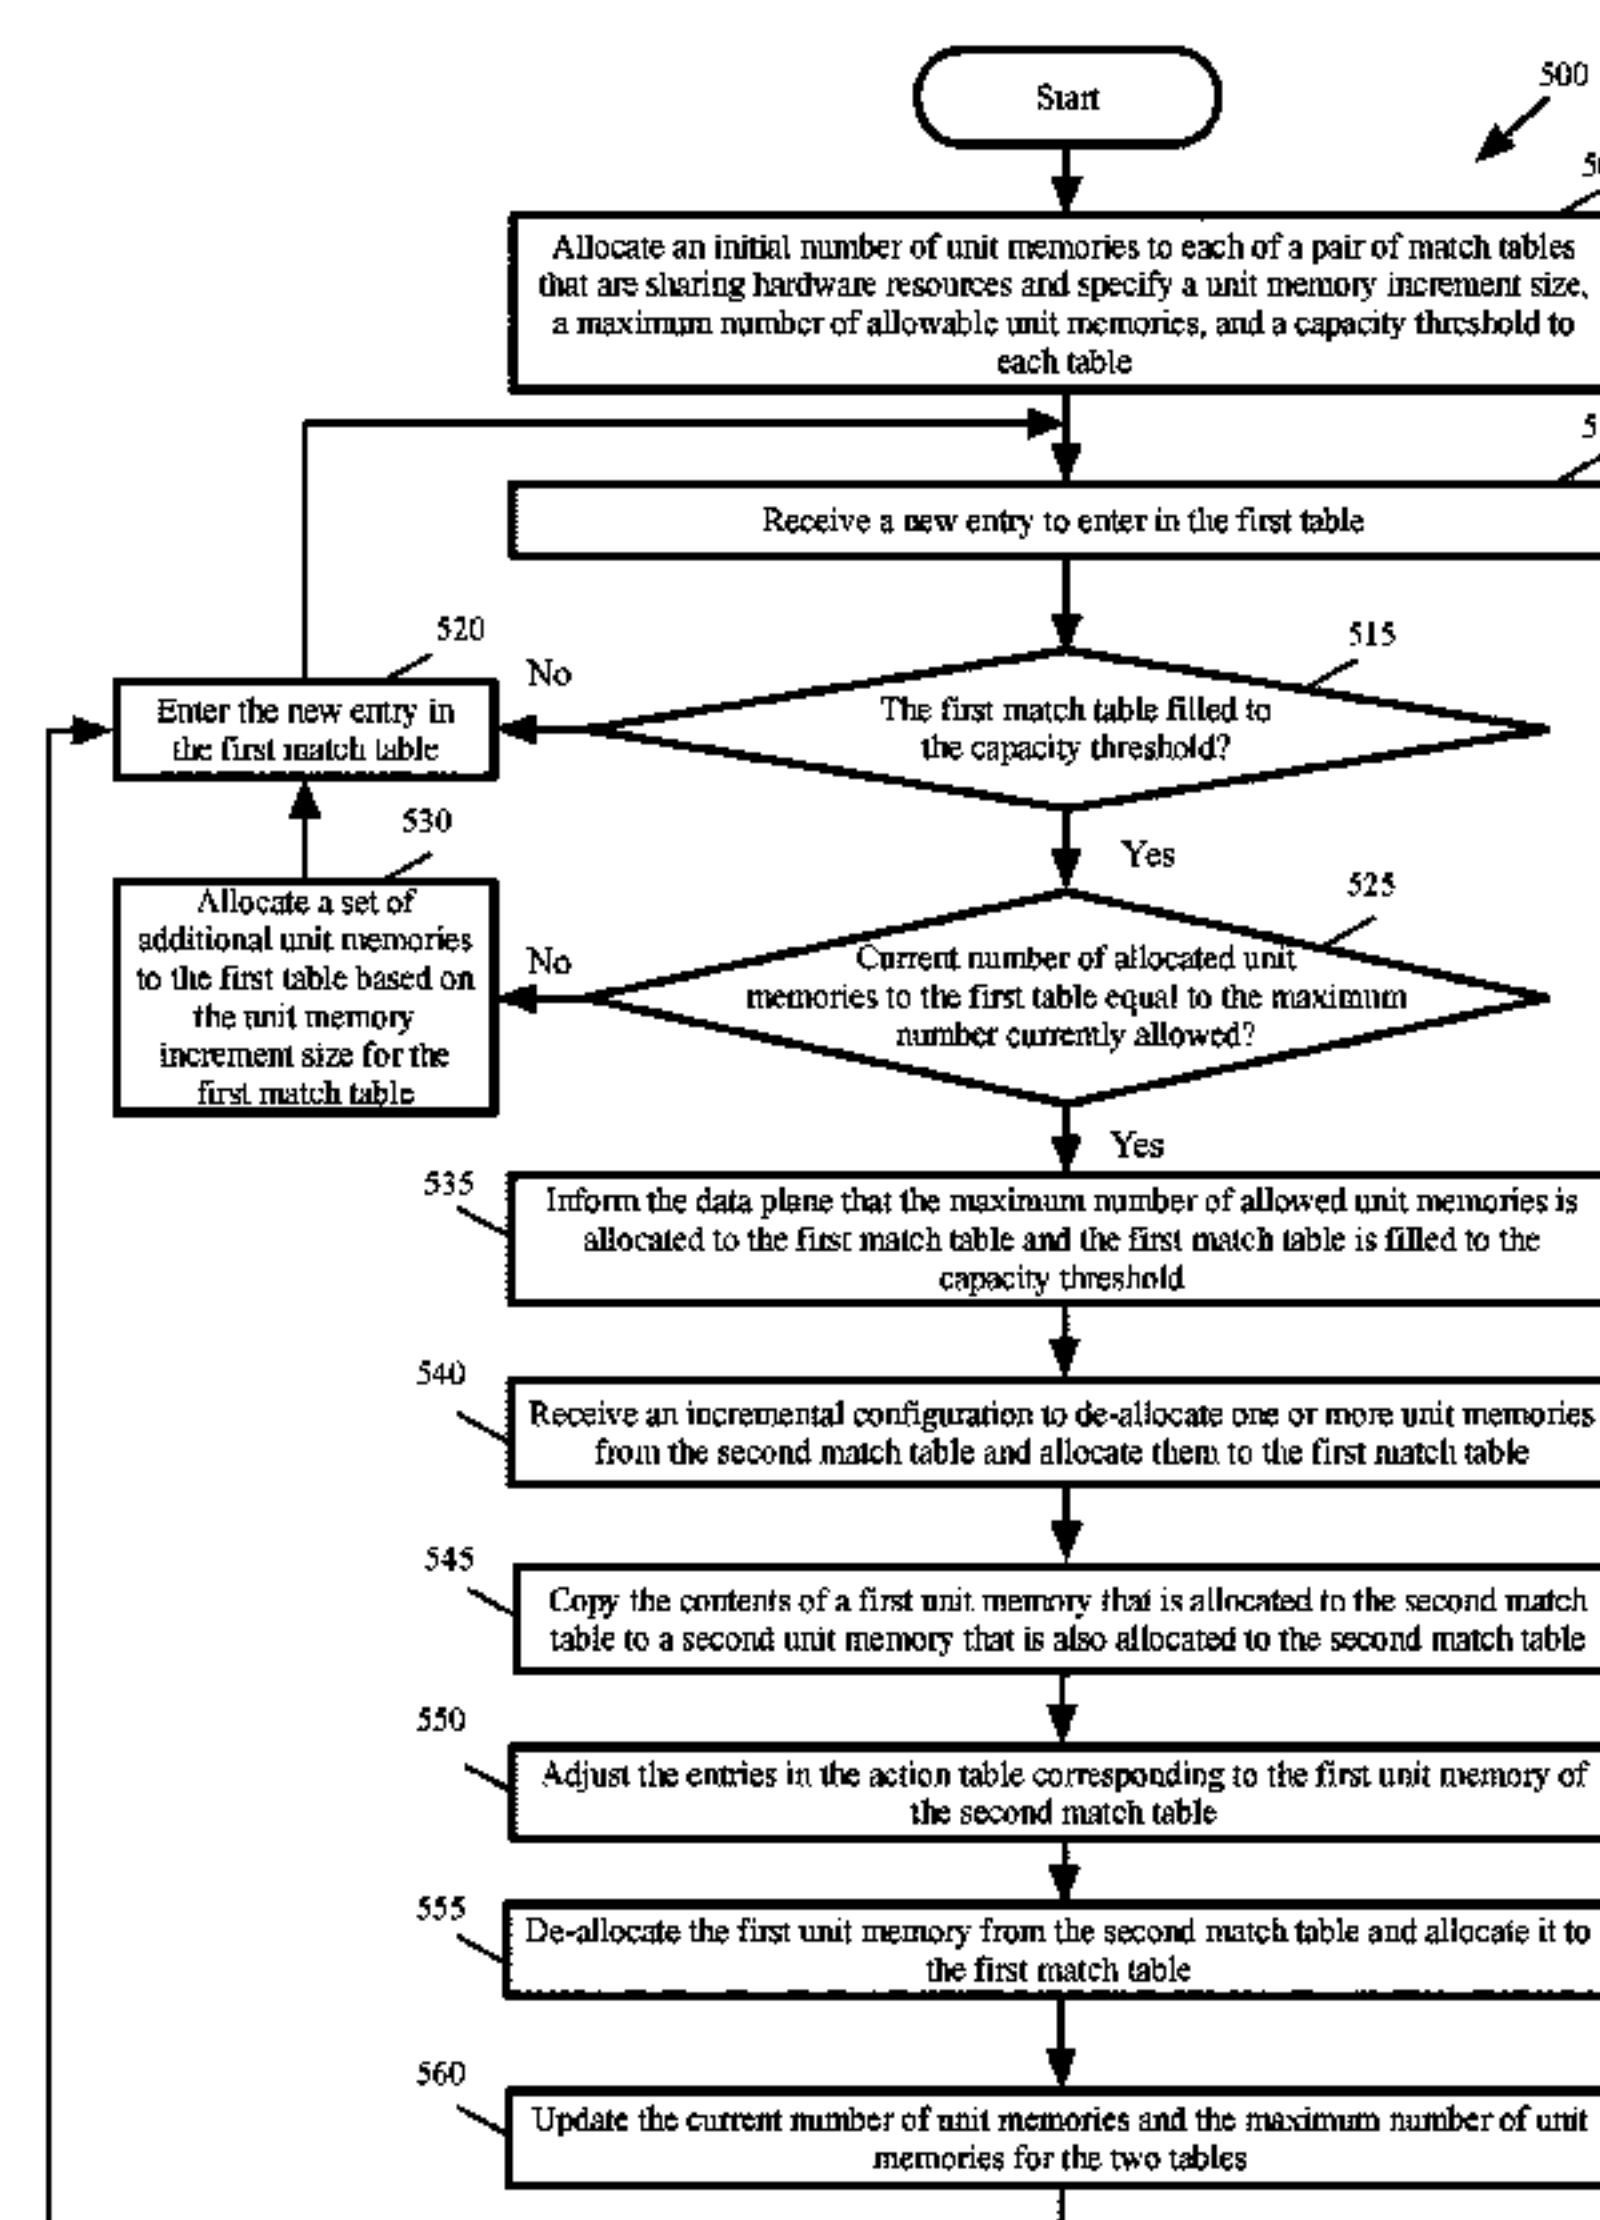 Start
500
Allocate an initial number of unit memories to each of a pair of match tables
that are sharing hardware resources and specify a unit memory increment size,
a maximum number of allowable unit memories, and a capacity threshold to
each table
Receive a new entry to enter in the first table
520
No
515
Enter the new entry in
the first match table
The first match table filled to
the capacity threshold?
530
Yes
525
Allocate a set of
additional unit memories
to the first table based on
the unit memory
increment size for the
first match table
No
Current number of allocated unit
memories to the first table equal to the maximum
number currently allowed?
Yes
535
Inform the data plane that the maximum number of allowed unit memories is
allocated to the first match table and the first match table is filled to the
capacity threshold
540
Receive an incremental configuration to de-allocate one or more unit memories
from the second match table and allocate them to the first match table
545
Copy the contents of a first unit memory that is allocated to the second match
table to a second unit memory that is also allocated to the second match table
550
Adjust the entries in the action table corresponding to the first unit memory of
the second match table
555
De-allocate the first unit memory from the second match table and allocate it to
the first match table
560
Update the current number of unit memories and the maximum number of unit
memories for the two tables